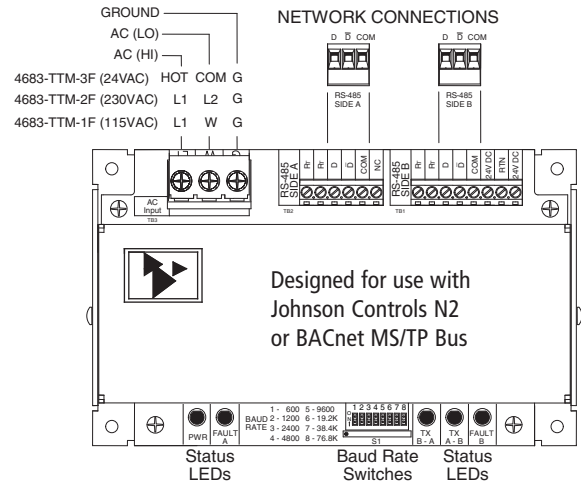 GROUND
AC (LO)
AC (HI)
4683-TTM-3F (24VAC) HOT COM G
4683-TTM-2F (230VAC) L1 L2 G
4683-TTM-1F (115VAC) L1 W G
NETWORK CONNECTIONS
D D̅ COM
RS-485
SIDE A
D D̅ COM
RS-485
SIDE B
AC
Input
TB3
RS-485
SIDE A
RT RT D D̅ COM NC
TB2
RS-485
SIDE B
RT RT D D̅ COM 24V DC RTN 24V DC
TB1
Designed for use with
Johnson Controls N2
or BACnet MS/TP Bus
PWR
FAULT
A
BAUD
RATE
1 - 600 5 - 9600
2 - 1200 6 - 19.2K
3 - 2400 7 - 38.4K
4 - 4800 8 - 76.8K
1 2 3 4 5 6 7 8
S1
TX
B - A
TX
A - B
FAULT
B
Status
LEDs
Baud Rate
Switches
Status
LEDs